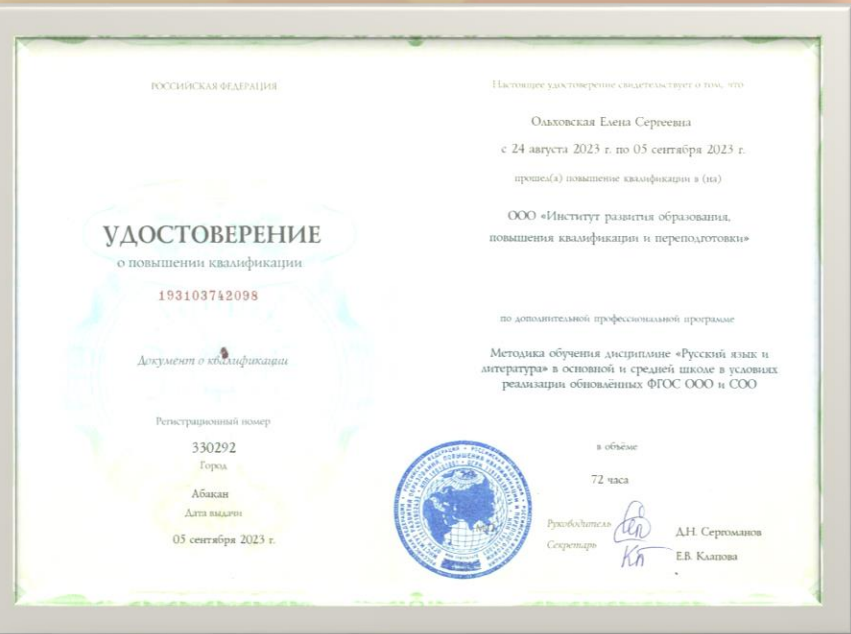 РОССИЙСКАЯ ФЕДЕРАЦИЯ
УДОСТОВЕРЕНИЕ
о повышении квалификации
193103742098
Документ о квалификации
Регистрационный номер
330292
Город
Абакан
Дата выдачи
05 сентября 2023 г.
Настоящее удостоверение свидетельствует о том, что
Ольховская Елена Сергеевна
с 24 августа 2023 г. по 05 сентября 2023 г.
прошел(а) повышение квалификации в (на)
ООО «Институт развития образования,
повышения квалификации и переподготовки»
по дополнительной профессиональной программе
Методика обучения дисциплине «Русский язык и
литература» в основной и средней школе в условиях
реализации обновлённых ФГОС ООО и СОО
в объёме
72 часа
Руководитель
Д.Н. Сергоманов
Секретарь
Е.В. Клапова